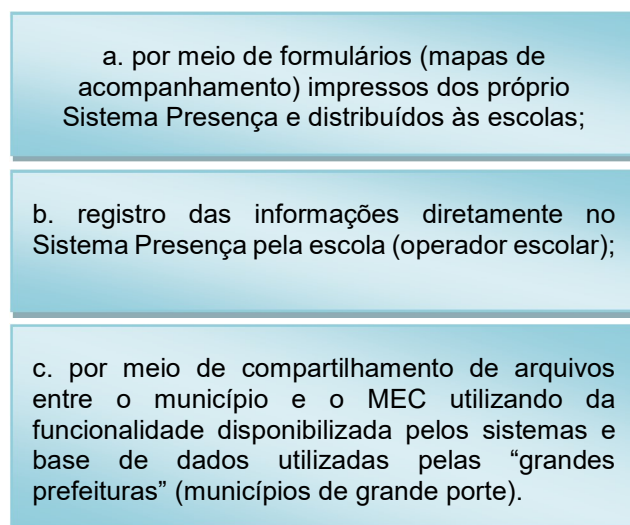 a. por meio de formulários (mapas de
acompanhamento) impressos dos próprio
Sistema Presença e distribuídos às escolas;
b. registro das informações diretamente no
Sistema Presença pela escola (operador escolar);
c. por meio de compartilhamento de arquivos
entre o município e o MEC utilizando da
funcionalidade disponibilizada pelos sistemas e
base de dados utilizadas pelas “grandes
prefeituras” (municípios de grande porte).